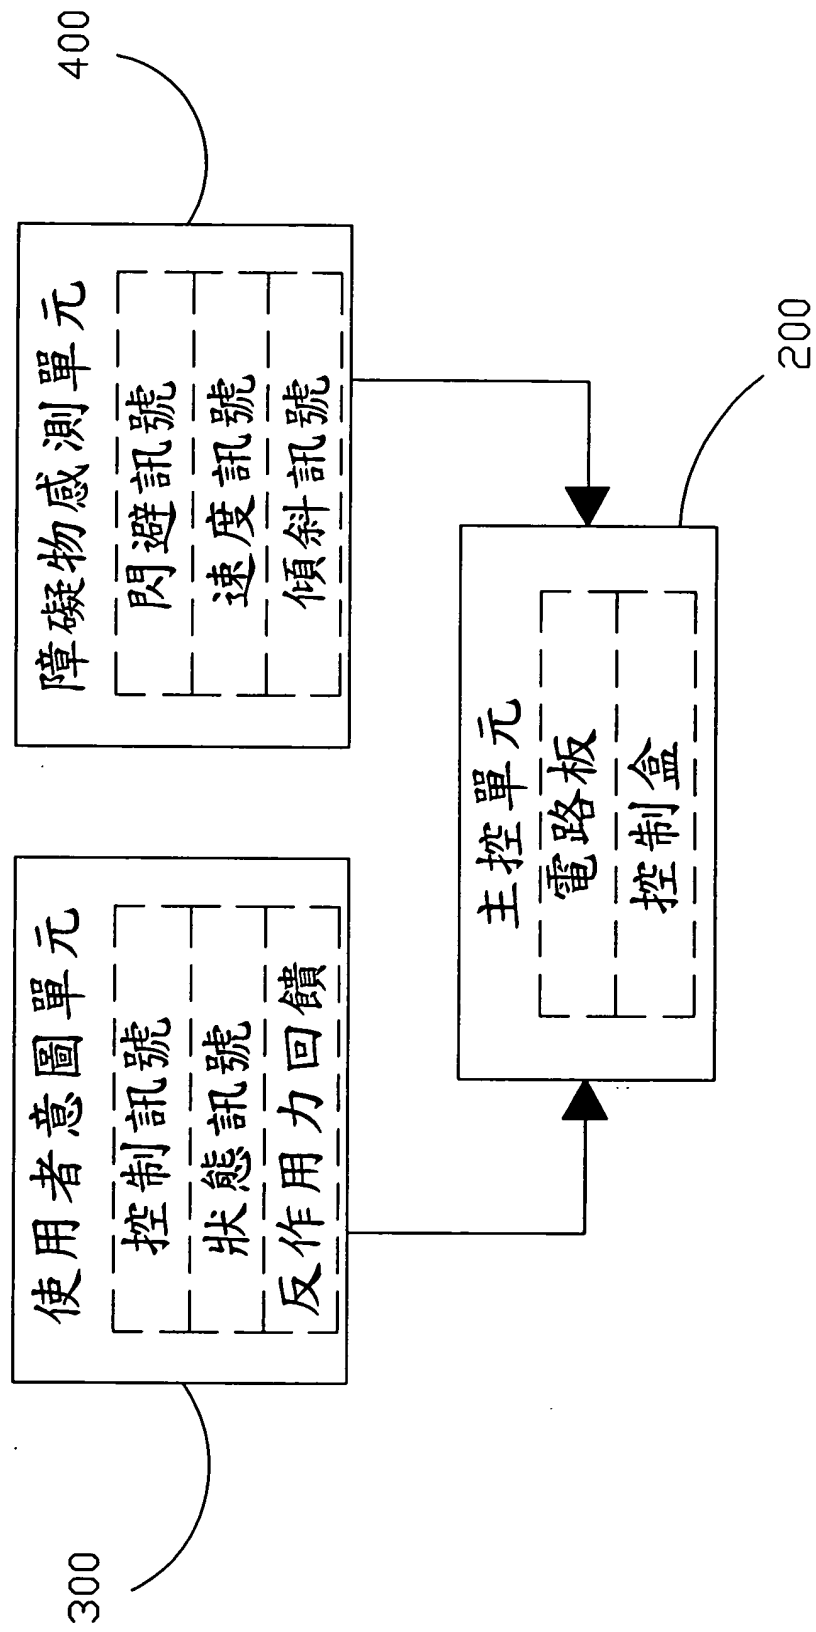 300
使用者意圖單元
控制訊號
狀態訊號
反作用力回饋
400
障礙物感測單元
閃避訊號
速度訊號
傾斜訊號
200
主控單元
電路板
控制盒